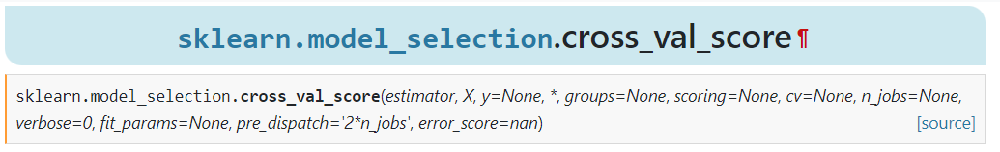 sklearn.model_selection.cross_val_score¶
sklearn.model_selection.cross_val_score(estimator, X, y=None, *, groups=None, scoring=None, cv=None, n_jobs=None,
verbose=0, fit_params=None, pre_dispatch='2*n_jobs', error_score=nan) [source]